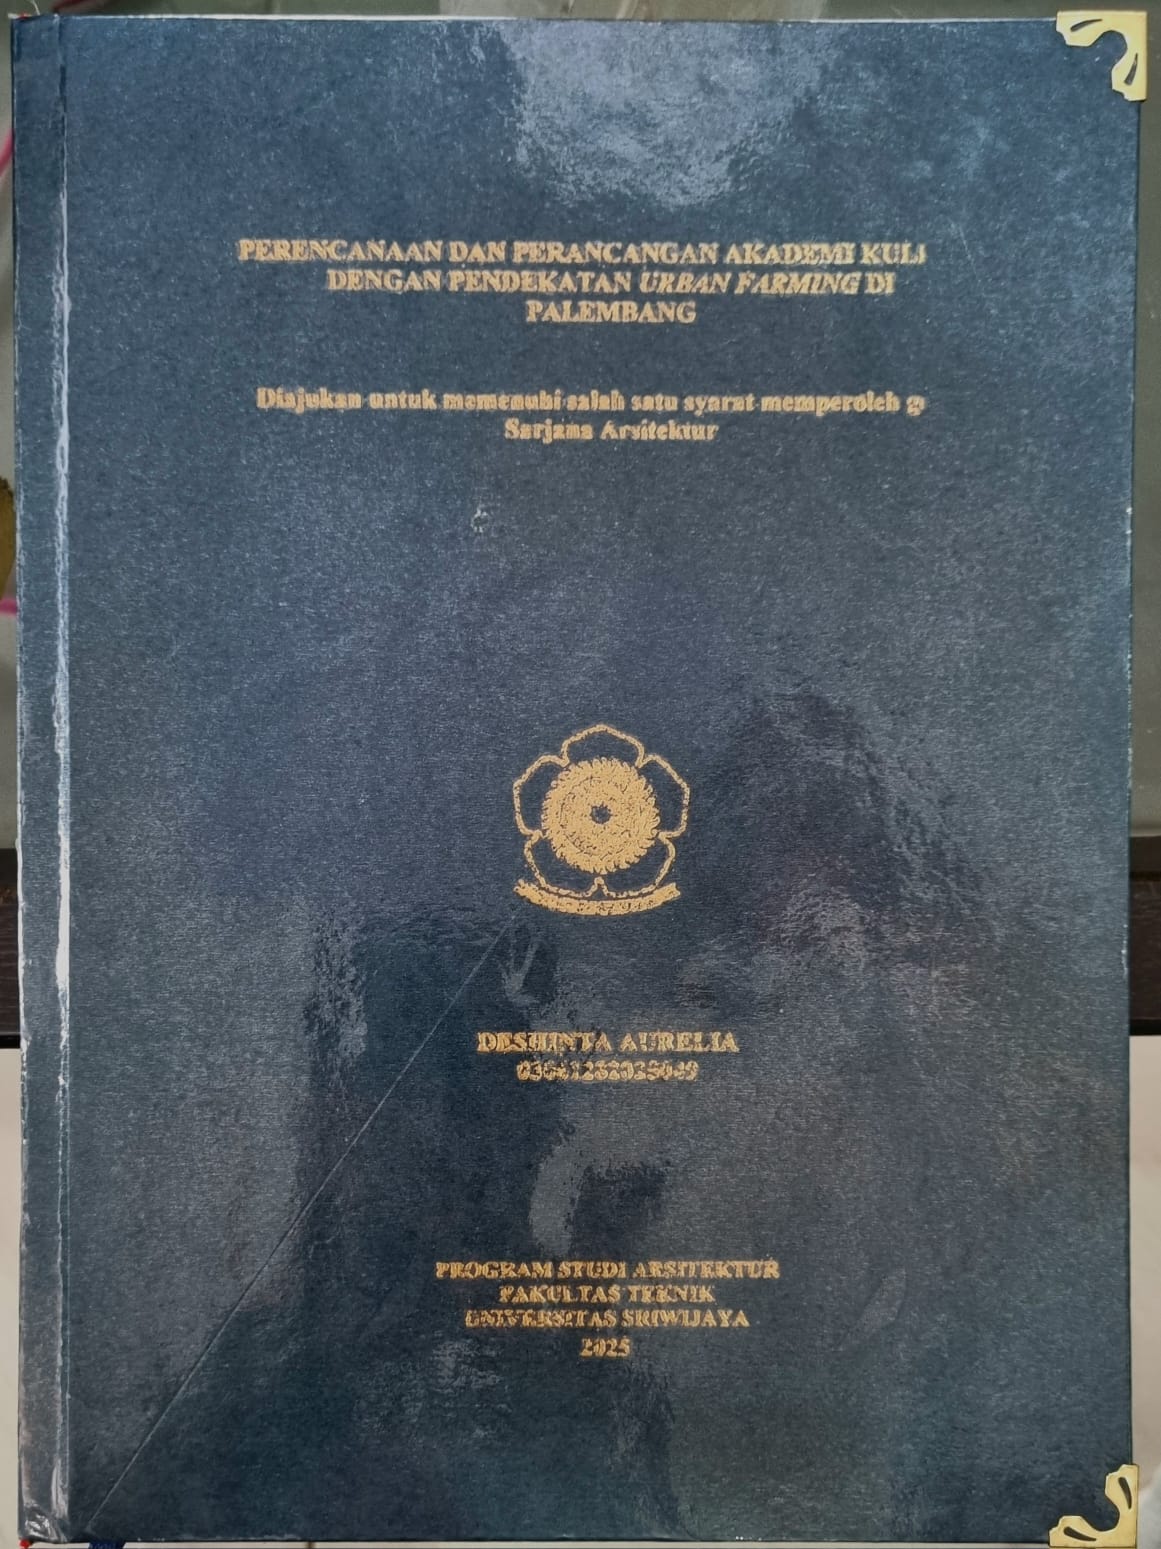 PERENCANAAN DAN PERANCANGAN AKADEMI KULI
DENGAN PENDEKATAN URBAN FARMING DI
PALEMBANG
Diajukan untuk memenuhi salah satu syarat memperoleh g
Sarjana Arsitektur
DESHINTA AURELIA
PROGRAM STUDI ARSITEKTUR
FAKULTAS TEKNIK
UNIVERSITAS SRIWIJAYA
2025